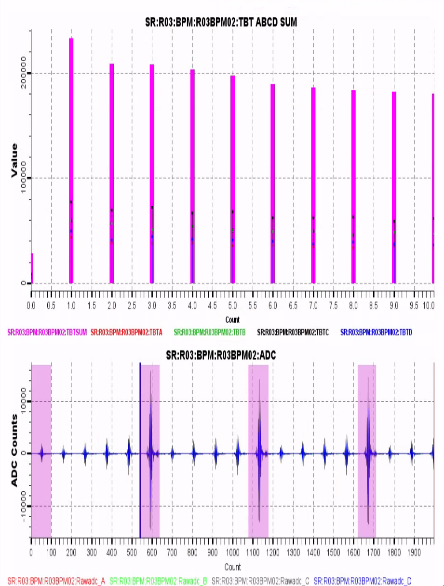 SR:R03:BPM:R03BPM02:TBT ABCD SUM
Value
200000
100000
0
0.0 0.5 1.0 1.5 2.0 2.5 3.0 3.5 4.0 4.5 5.0 5.5 6.0 6.5 7.0 7.5 8.0 8.5 9.0 9.5 10.0
Count
SR:R03:BPM:R03BPM02:TBTSUM SR:R03:BPM:R03BPM02:TBTA SR:R03:BPM:R03BPM02:TBTB SR:R03:BPM:R03BPM02:TBTC SR:R03:BPM:R03BPM02:TBTD
SR:R03:BPM:R03BPM02:ADC
ADC Counts
10000
0
-10000
0 100 200 300 400 500 600 700 800 900 1000 1100 1200 1300 1400 1500 1600 1700 1800 1900
Count
SR:R03:BPM:R03BPM02:Rawadc_A SR:R03:BPM:R03BPM02:Rawadc_B SR:R03:BPM:R03BPM02:Rawadc_C SR:R03:BPM:R03BPM02:Rawadc_D